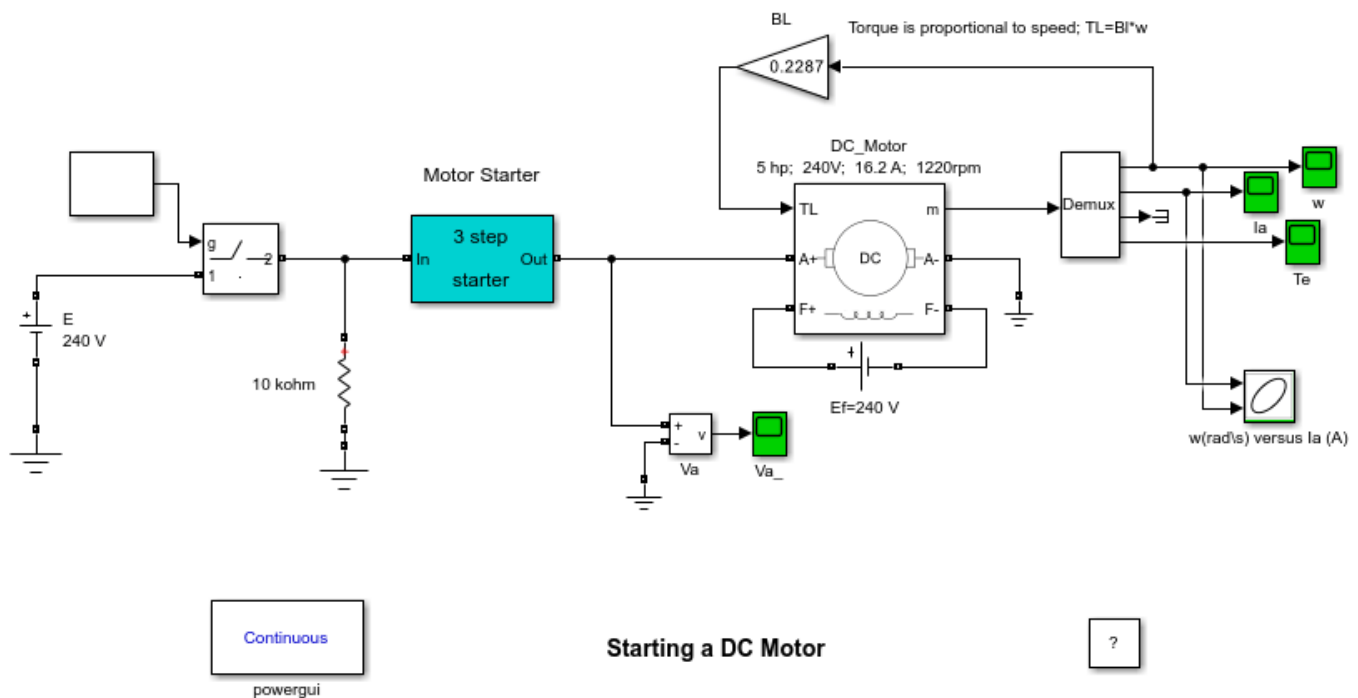 BL
Torque is proportional to speed; TL=Bl*w
0.2287
DC_Motor
5 hp; 240V; 16.2 A; 1220rpm
Motor Starter
TL
m
Demux
w
Ia
Te
g
1
2
In
3 step
starter
Out
A+
DC
A-
F+
F-
+
E
240 V
10 kohm
+
Ef=240 V
+
-
v
Va
Va_
w(rad\s) versus Ia (A)
Continuous
powergui
Starting a DC Motor
?